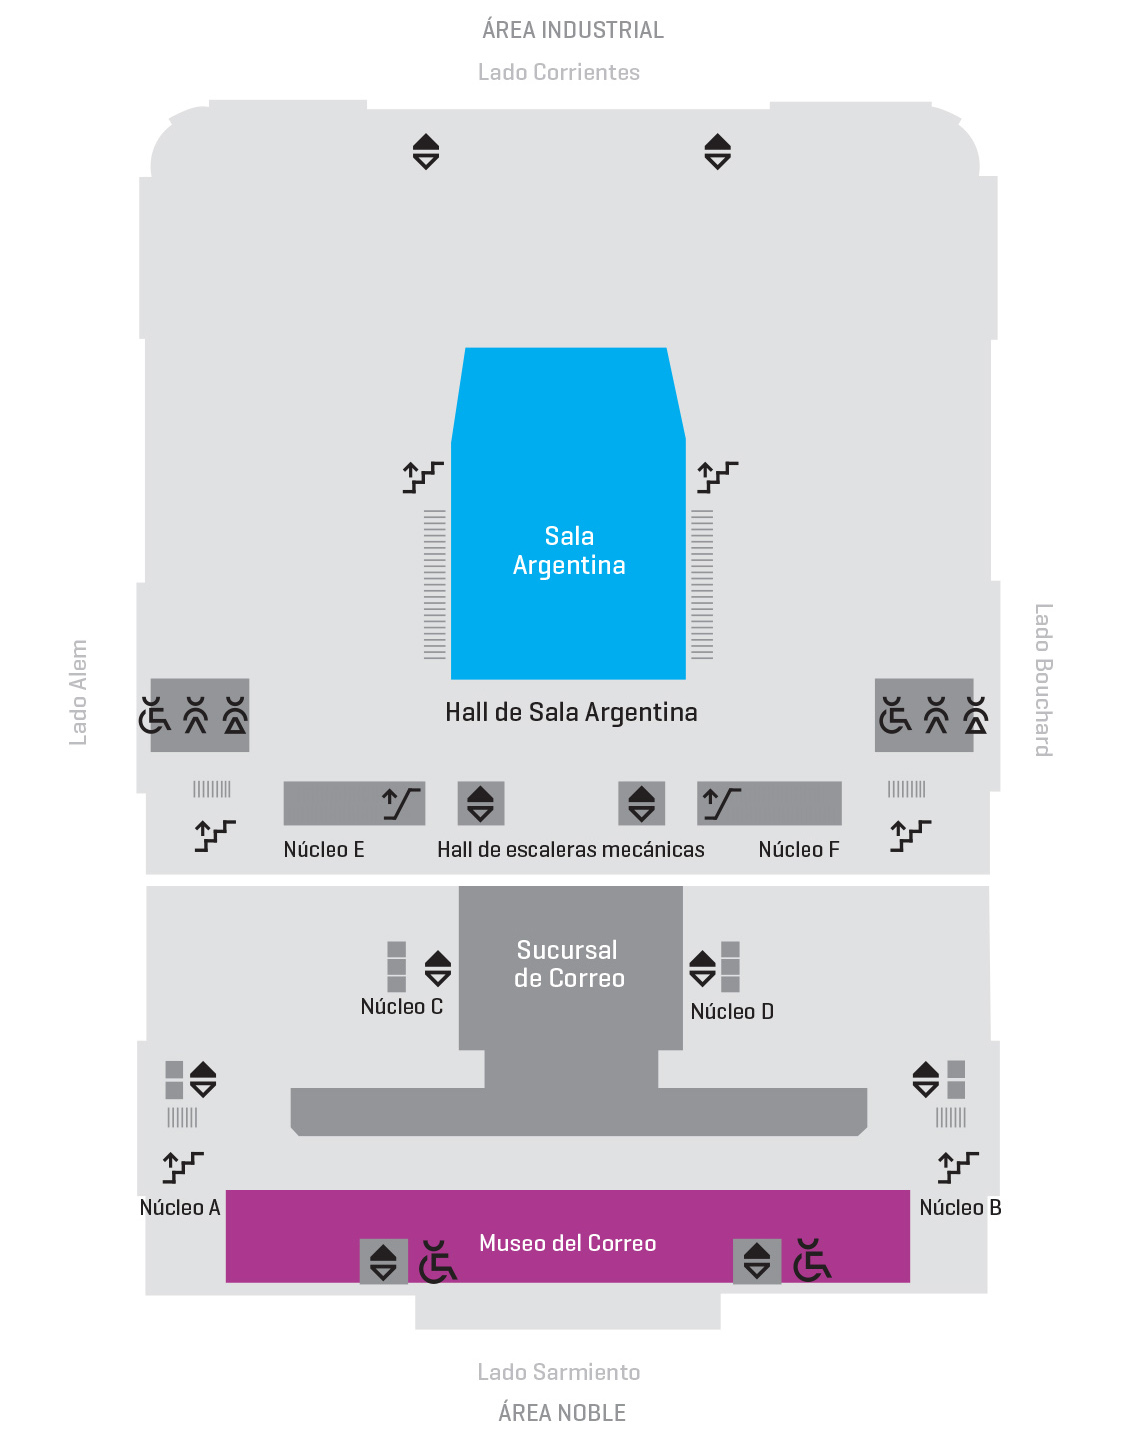 ÁREA INDUSTRIAL
Lado Corrientes
Sala
Argentina
Lado Alem
Lado Bouchard
Hall de Sala Argentina
Núcleo E
Hall de escaleras mecánicas
Núcleo F
Sucursal
de Correo
Núcleo C
Núcleo D
Núcleo A
Núcleo B
Museo del Correo
Lado Sarmiento
ÁREA NOBLE